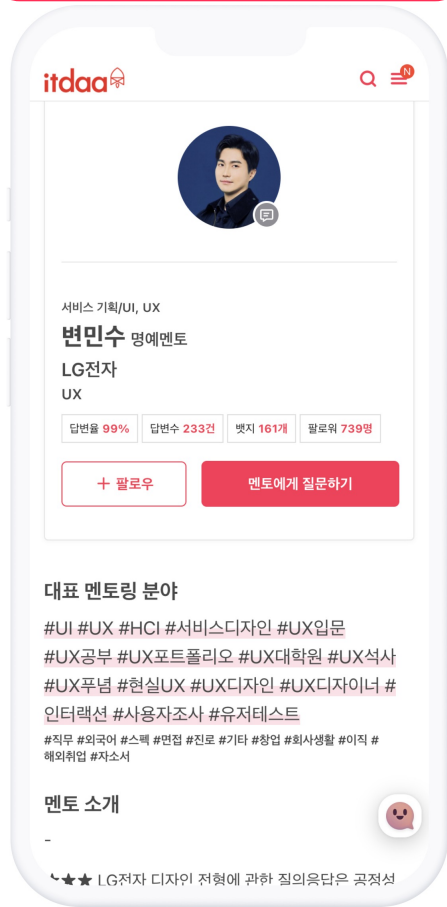 itdaa
N
서비스 기획/UI, UX
변민수 명예멘토
LG전자
UX
답변율 99% 답변수 233건 뱃지 161개 팔로워 739명
+ 팔로우 멘토에게 질문하기
대표 멘토링 분야
#UI #UX #HCI #서비스디자인 #UX입문
#UX공부 #UX포트폴리오 #UX대학원 #UX석사
#UX푸념 #현실UX #UX디자인 #UX디자이너 #
인터랙션 #사용자조사 #유저테스트
#직무 #외국어 #스펙 #면접 #진로 #기타 #창업 #회사생활 #이직 #
해외취업 #자소서
멘토 소개
-
★★★ LG전자 디자인 전형에 관한 질의응답은 공정성